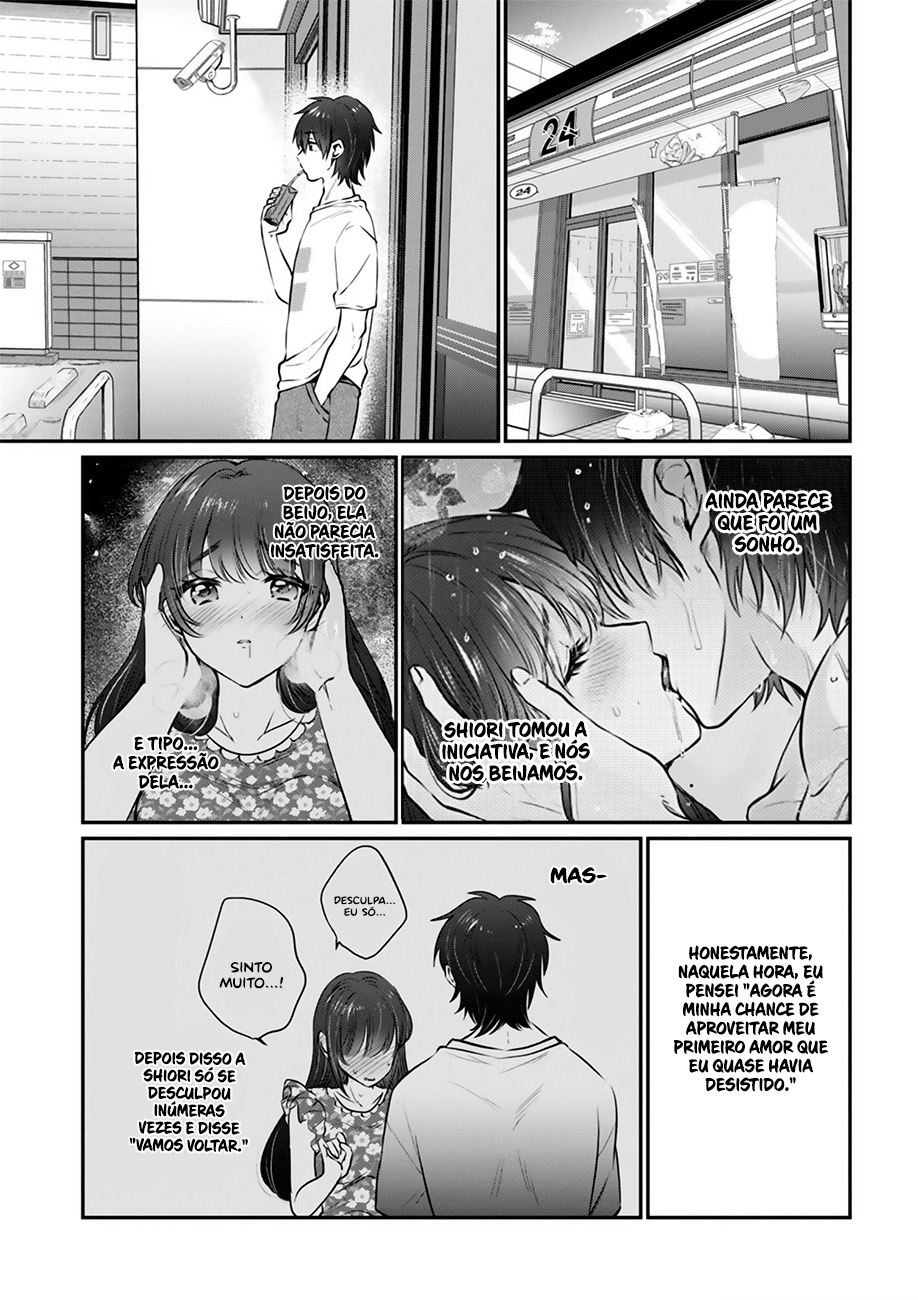 24
24
AINDA PARECE
QUE FOI UM
SONHO.
SHIORI TOMOU A
INICIATIVA, E NÓS
NOS BEIJAMOS.
DEPOIS DO
BEIJO, ELA
NÃO PARECIA
INSATISFEITA.
E TIPO...
A EXPRESSÃO
DELA...
HONESTAMENTE,
NAQUELA HORA, EU
PENSEI "AGORA É
MINHA CHANCE DE
APROVEITAR MEU
PRIMEIRO AMOR QUE
EU QUASE HAVIA
DESISTIDO."
MAS-
DESCULPA...
EU SÓ...
SINTO
MUITO...!
DEPOIS DISSO A
SHIORI SÓ SE
DESCULPOU
INÚMERAS
VEZES E DISSE
"VAMOS VOLTAR."